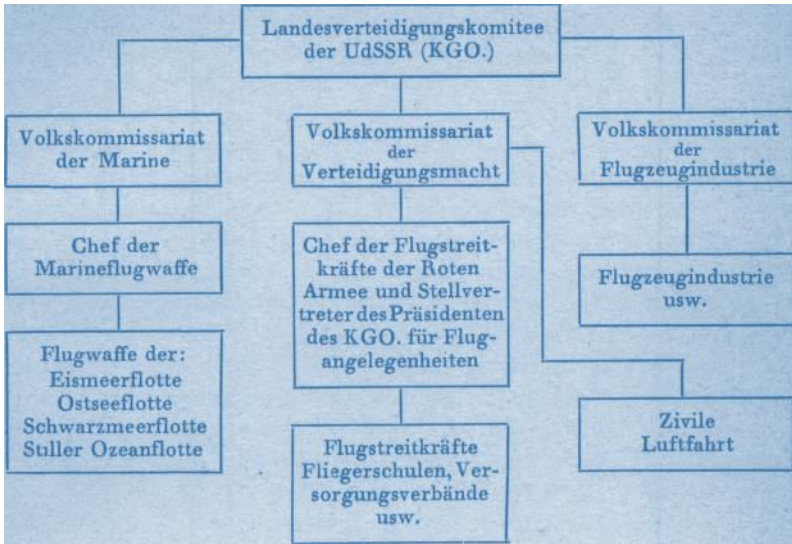 Landesverteidigungskomitee
der UdSSR (KGO.)
Volkskommissariat
der Marine
Chef der
Marineflugwaffe
Flugwaffe der:
Eismeerflotte
Ostseeflotte
Schwarzmeerflotte
Stiller Ozeanflotte
Volkskommissariat
der
Verteidigungsmacht
Chef der Flugstreit-
kräfte der Roten
Armee und Stellver-
treter des Präsidenten
des KGO. für Flug-
angelegenheiten
Flugstreitkräfte
Fliegerschulen, Ver-
sorgungsverbände
usw.
Volkskommissariat
der
Flugzeugindustrie
Flugzeugindustrie
usw.
Zivile
Luftfahrt